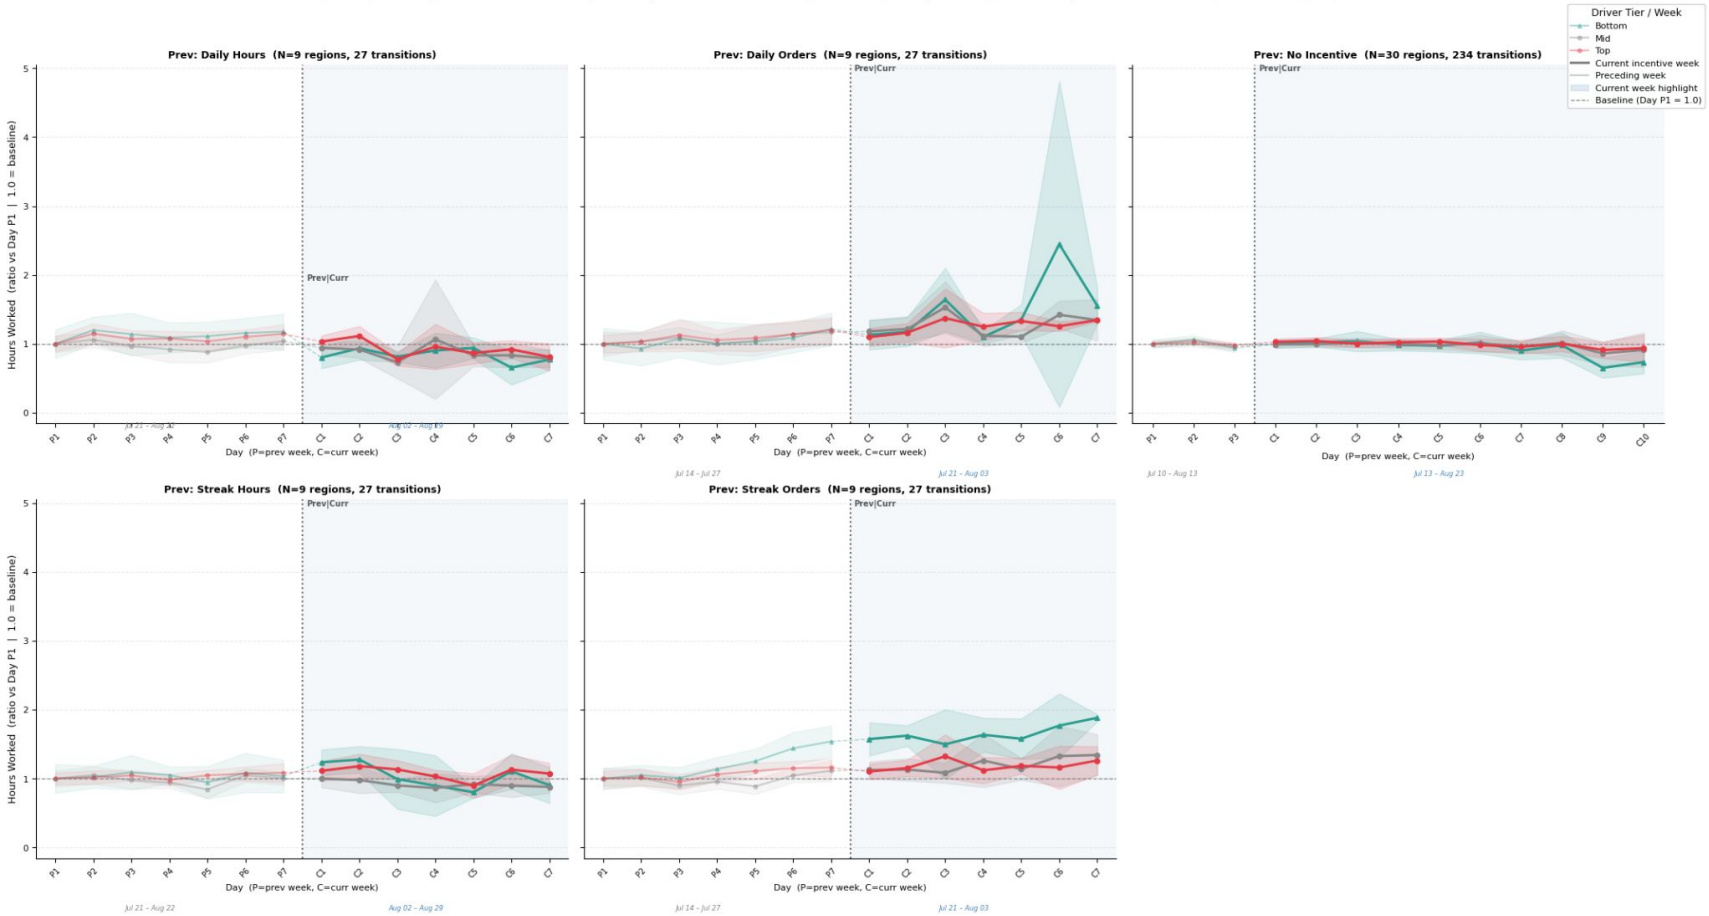 Driver Tier / Week
Bottom
Mid
Top
Current incentive week
Preceding week
Current week highlight
Baseline (Day P1 = 1.0)
Prev: Daily Hours (N=9 regions, 27 transitions)
Hours Worked (ratio vs Day P1 | 1.0 = baseline)
5
4
3
2
1
0
Prev|Curr
P1 P2 P3 P4 P5 P6 P7 C1 C2 C3 C4 C5 C6 C7
Jul 21 – Aug 22
Aug 02 – Aug 29
Day (P=prev week, C=curr week)
Prev: Daily Orders (N=9 regions, 27 transitions)
Prev|Curr
P1 P2 P3 P4 P5 P6 P7 C1 C2 C3 C4 C5 C6 C7
Day (P=prev week, C=curr week)
Jul 14 – Jul 27
Jul 21 – Aug 03
Prev: No Incentive (N=30 regions, 234 transitions)
Prev|Curr
P1 P2 P3 C1 C2 C3 C4 C5 C6 C7 C8 C9 C10
Day (P=prev week, C=curr week)
Jul 10 – Aug 13
Jul 13 – Aug 23
Prev: Streak Hours (N=9 regions, 27 transitions)
Hours Worked (ratio vs Day P1 | 1.0 = baseline)
5
4
3
2
1
0
Prev|Curr
P1 P2 P3 P4 P5 P6 P7 C1 C2 C3 C4 C5 C6 C7
Day (P=prev week, C=curr week)
Jul 21 – Aug 22
Aug 02 – Aug 29
Prev: Streak Orders (N=9 regions, 27 transitions)
Prev|Curr
P1 P2 P3 P4 P5 P6 P7 C1 C2 C3 C4 C5 C6 C7
Day (P=prev week, C=curr week)
Jul 14 – Jul 27
Jul 21 – Aug 03